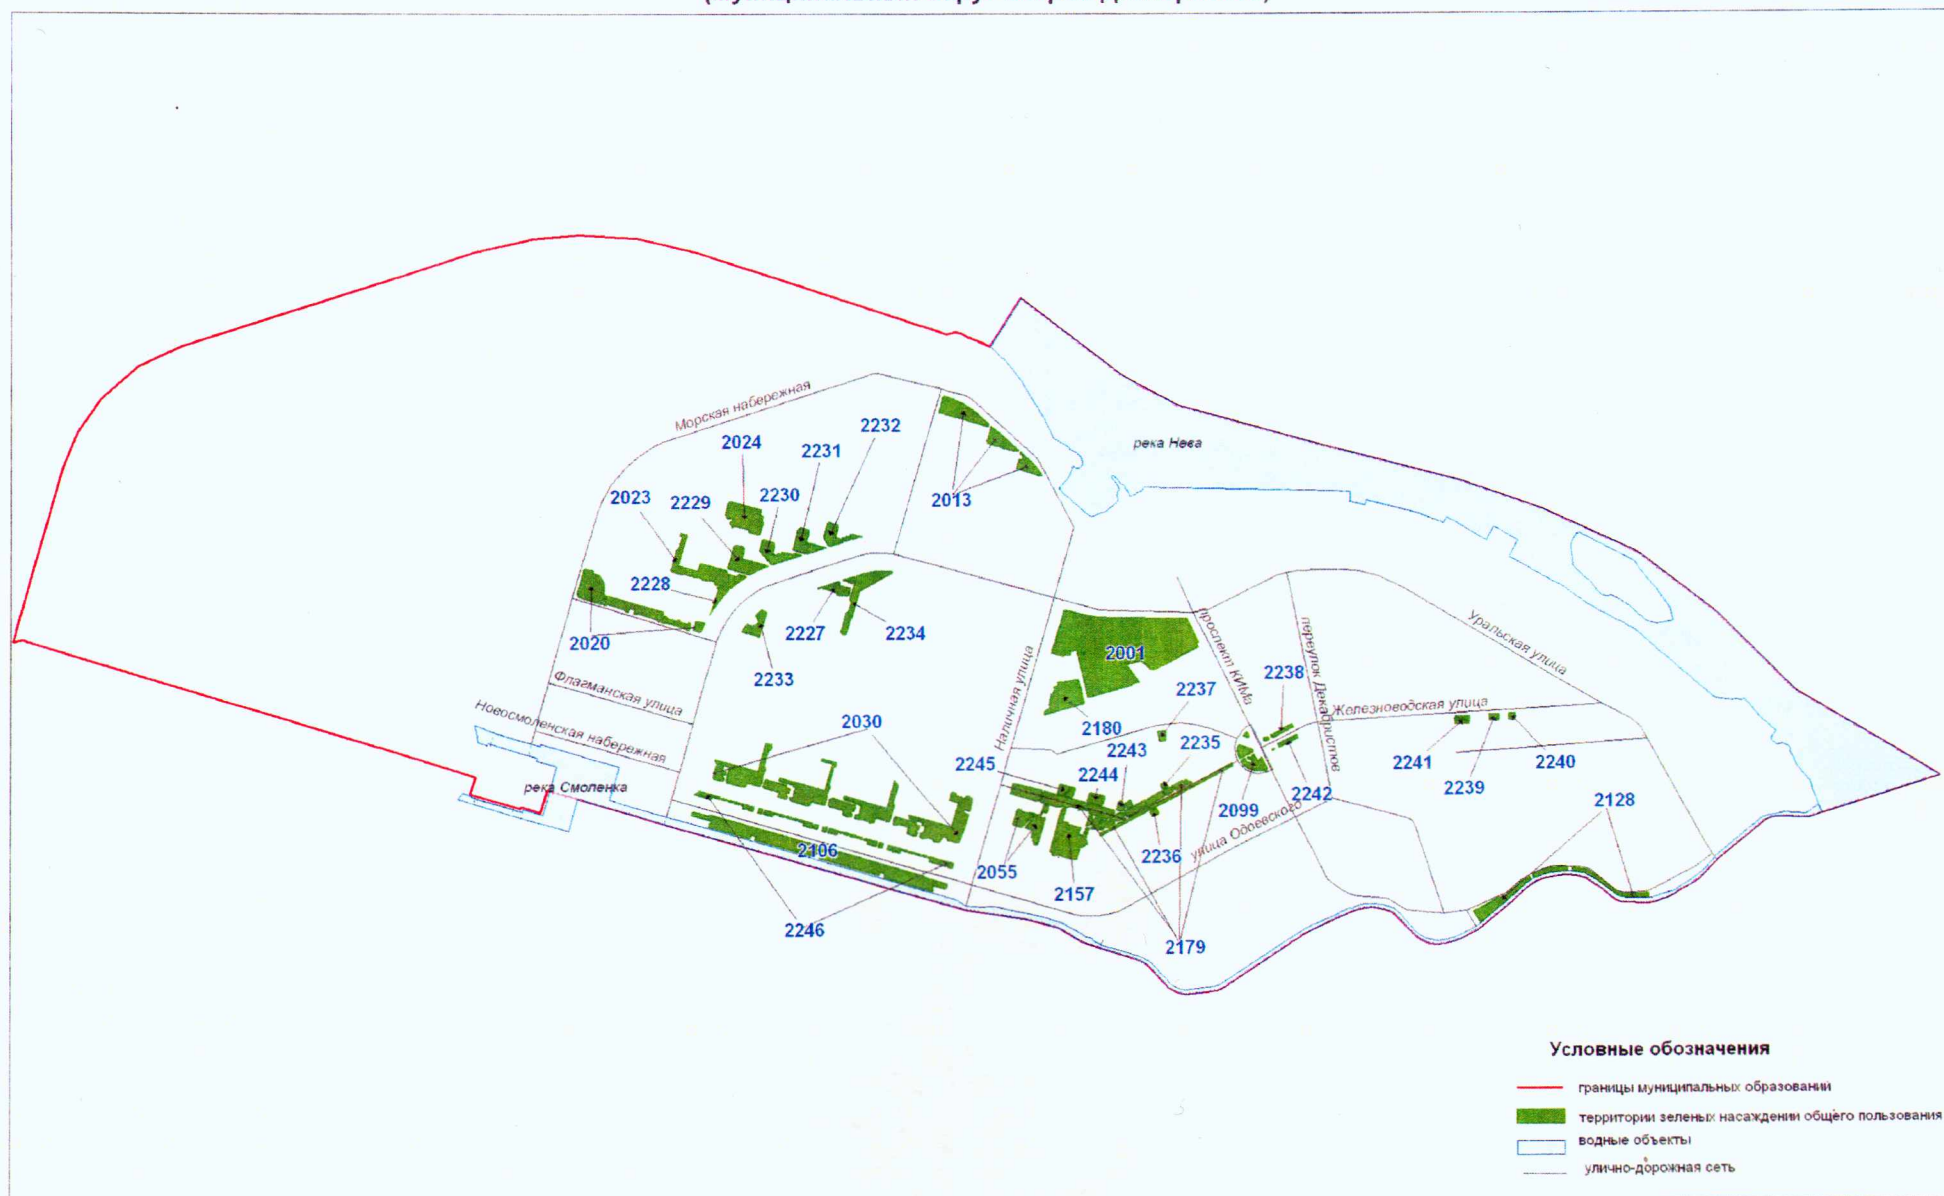 Морская набережная
2232
2024
2231
река Нева
2023
2229
2230
2013
2228
2020
2227
2234
2233
2001
Флагманская улица
Новосмоленская набережная
река Смоленка
Наличная улица
проспект КИМа
переулок Декабристов
Уральская улица
Железноводская улица
2238
2237
2180
2030
2243
2235
2245
2244
2241
2240
2239
2242
2099
2128
2106
2055
2157
2236
улица Одоевского
2246
2179
Условные обозначения
границы муниципальных образований
территории зеленых насаждений общего пользования
водные объекты
улично-дорожная сеть